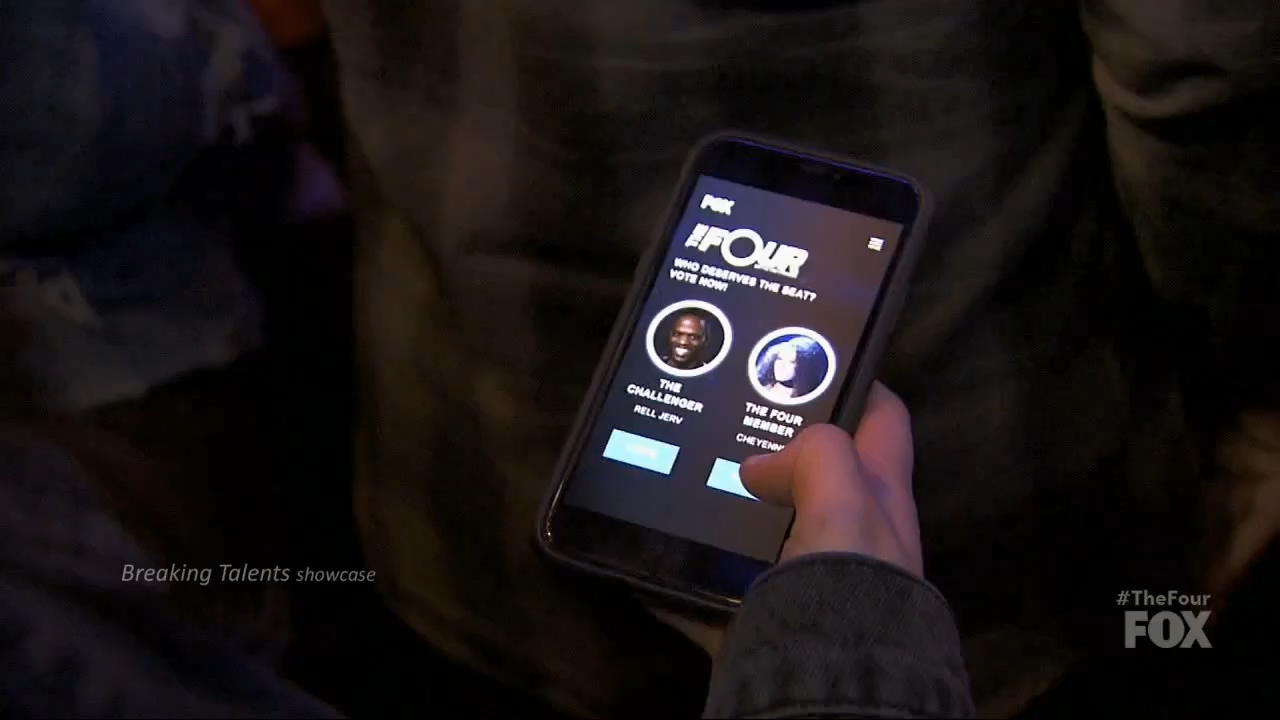 FOX
THE FOUR
WHO DESERVES THE SEAT?
VOTE NOW!
THE
CHALLENGER
RELL JERV
THE FOUR
MEMBER
Breaking Talents showcase
#TheFour
FOX